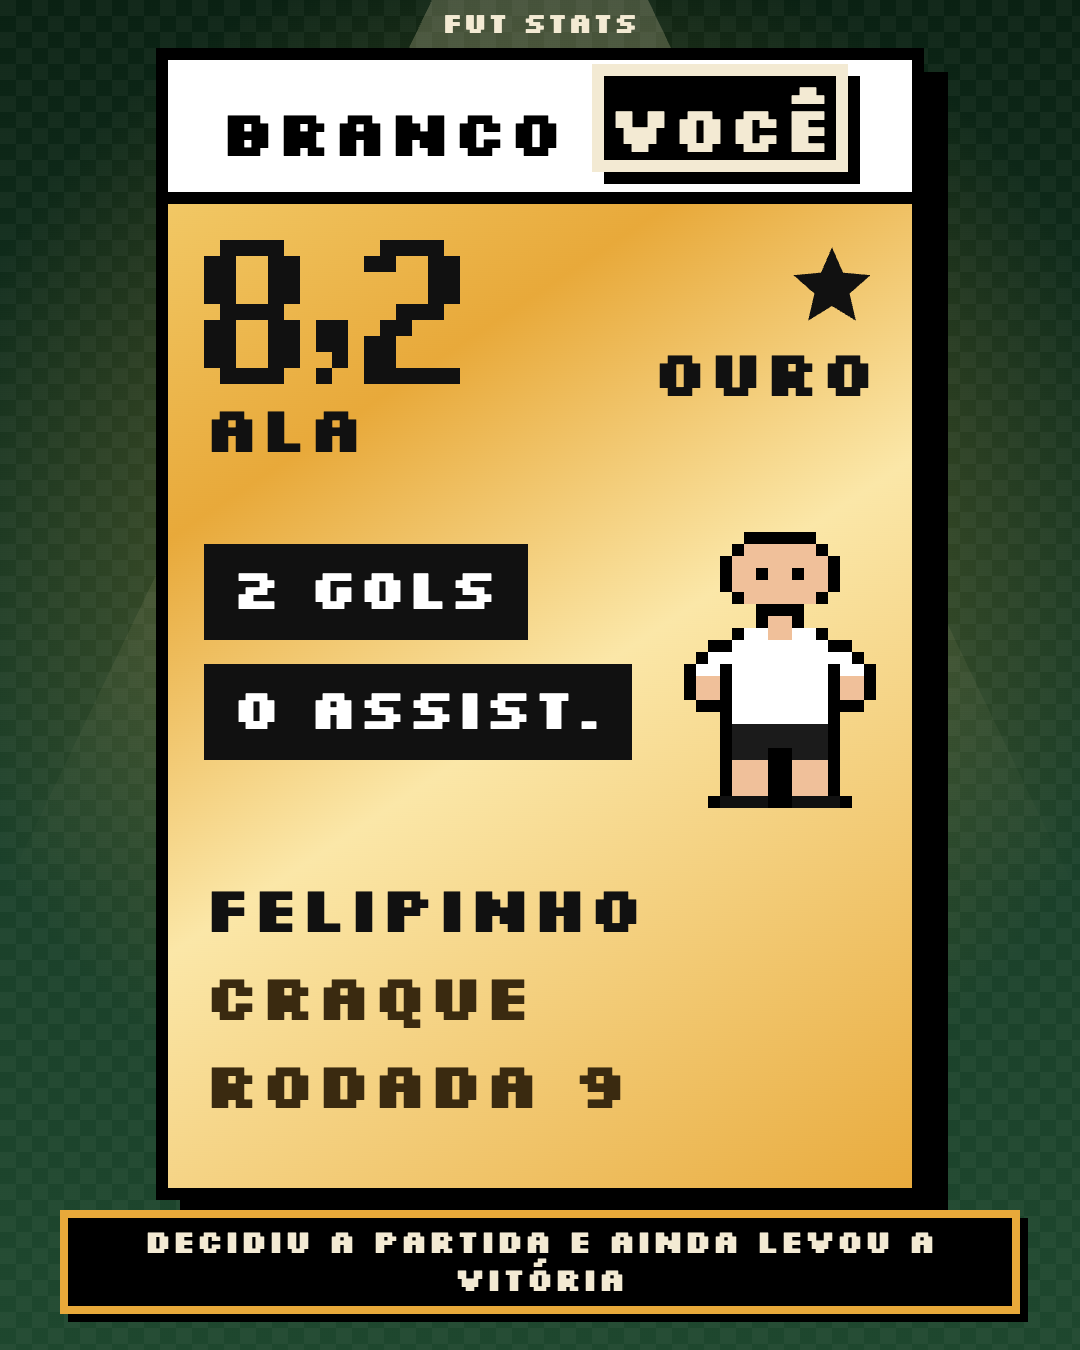 FUT STATS
BRANCO VOCÊ
8,2
OURO
ALA
2 GOLS
0 ASSIST.
FELIPINHO
CRAQUE
RODADA 9
DECIDIU A PARTIDA E AINDA LEVOU A
VITÓRIA